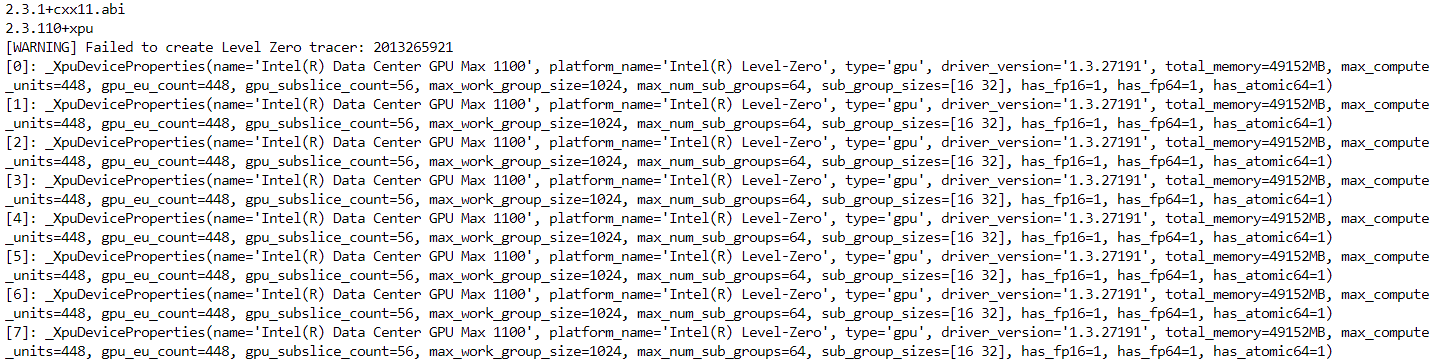 2.3.1+cxx11.abi
2.3.110+xpu
[WARNING] Failed to create Level Zero tracer: 2013265921
[0]: _XpuDeviceProperties(name='Intel(R) Data Center GPU Max 1100', platform_name='Intel(R) Level-Zero', type='gpu', driver_version='1.3.27191', total_memory=49152MB, max_compute
_units=448, gpu_eu_count=448, gpu_subslice_count=56, max_work_group_size=1024, max_num_sub_groups=64, sub_group_sizes=[16 32], has_fp16=1, has_fp64=1, has_atomic64=1)
[1]: _XpuDeviceProperties(name='Intel(R) Data Center GPU Max 1100', platform_name='Intel(R) Level-Zero', type='gpu', driver_version='1.3.27191', total_memory=49152MB, max_compute
_units=448, gpu_eu_count=448, gpu_subslice_count=56, max_work_group_size=1024, max_num_sub_groups=64, sub_group_sizes=[16 32], has_fp16=1, has_fp64=1, has_atomic64=1)
[2]: _XpuDeviceProperties(name='Intel(R) Data Center GPU Max 1100', platform_name='Intel(R) Level-Zero', type='gpu', driver_version='1.3.27191', total_memory=49152MB, max_compute
_units=448, gpu_eu_count=448, gpu_subslice_count=56, max_work_group_size=1024, max_num_sub_groups=64, sub_group_sizes=[16 32], has_fp16=1, has_fp64=1, has_atomic64=1)
[3]: _XpuDeviceProperties(name='Intel(R) Data Center GPU Max 1100', platform_name='Intel(R) Level-Zero', type='gpu', driver_version='1.3.27191', total_memory=49152MB, max_compute
_units=448, gpu_eu_count=448, gpu_subslice_count=56, max_work_group_size=1024, max_num_sub_groups=64, sub_group_sizes=[16 32], has_fp16=1, has_fp64=1, has_atomic64=1)
[4]: _XpuDeviceProperties(name='Intel(R) Data Center GPU Max 1100', platform_name='Intel(R) Level-Zero', type='gpu', driver_version='1.3.27191', total_memory=49152MB, max_compute
_units=448, gpu_eu_count=448, gpu_subslice_count=56, max_work_group_size=1024, max_num_sub_groups=64, sub_group_sizes=[16 32], has_fp16=1, has_fp64=1, has_atomic64=1)
[5]: _XpuDeviceProperties(name='Intel(R) Data Center GPU Max 1100', platform_name='Intel(R) Level-Zero', type='gpu', driver_version='1.3.27191', total_memory=49152MB, max_compute
_units=448, gpu_eu_count=448, gpu_subslice_count=56, max_work_group_size=1024, max_num_sub_groups=64, sub_group_sizes=[16 32], has_fp16=1, has_fp64=1, has_atomic64=1)
[6]: _XpuDeviceProperties(name='Intel(R) Data Center GPU Max 1100', platform_name='Intel(R) Level-Zero', type='gpu', driver_version='1.3.27191', total_memory=49152MB, max_compute
_units=448, gpu_eu_count=448, gpu_subslice_count=56, max_work_group_size=1024, max_num_sub_groups=64, sub_group_sizes=[16 32], has_fp16=1, has_fp64=1, has_atomic64=1)
[7]: _XpuDeviceProperties(name='Intel(R) Data Center GPU Max 1100', platform_name='Intel(R) Level-Zero', type='gpu', driver_version='1.3.27191', total_memory=49152MB, max_compute
_units=448, gpu_eu_count=448, gpu_subslice_count=56, max_work_group_size=1024, max_num_sub_groups=64, sub_group_sizes=[16 32], has_fp16=1, has_fp64=1, has_atomic64=1)